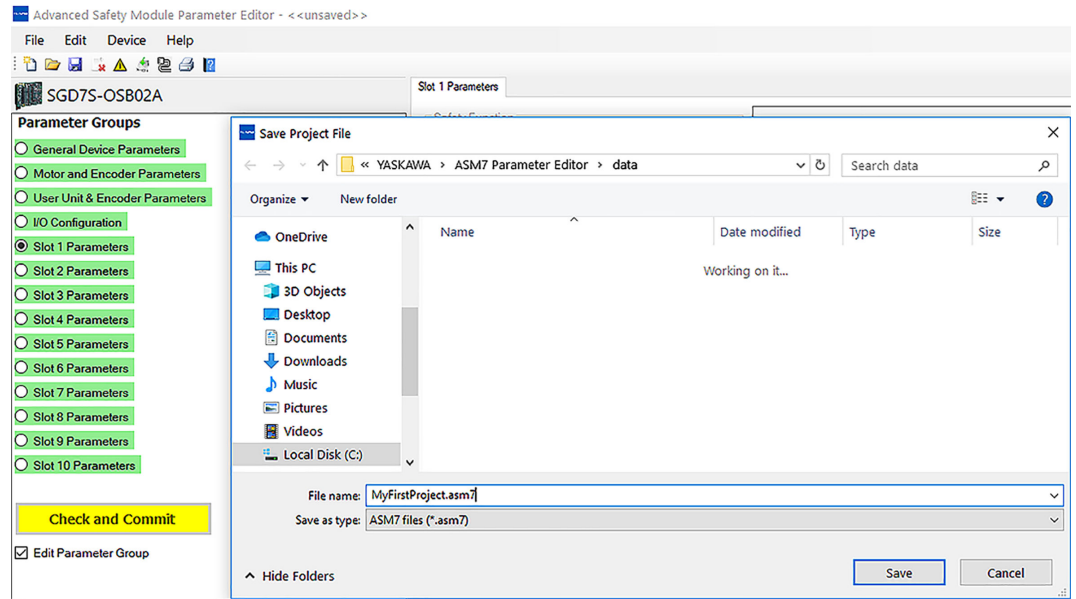 Advanced Safety Module Parameter Editor - <<unsaved>>
File Edit Device Help
SGD7S-OSB02A
Slot 1 Parameters
Safety Function
Parameter Groups
General Device Parameters
Motor and Encoder Parameters
User Unit & Encoder Parameters
I/O Configuration
Slot 1 Parameters
Slot 2 Parameters
Slot 3 Parameters
Slot 4 Parameters
Slot 5 Parameters
Slot 6 Parameters
Slot 7 Parameters
Slot 8 Parameters
Slot 9 Parameters
Slot 10 Parameters
Check and Commit
Edit Parameter Group
Save Project File
« YASKAWA > ASM7 Parameter Editor > data
Search data
Organize New folder
Name Date modified Type Size
Working on it...
OneDrive
This PC
3D Objects
Desktop
Documents
Downloads
Music
Pictures
Videos
Local Disk (C:)
File name: MyFirstProject.asm7
Save as type: ASM7 files (*.asm7)
Hide Folders
Save Cancel